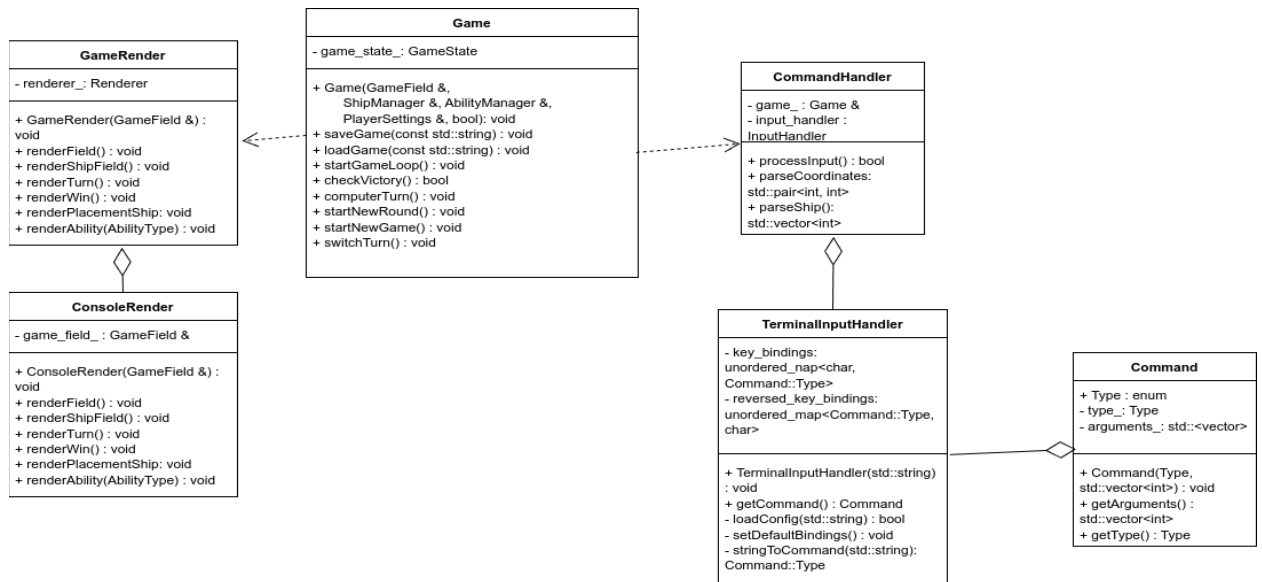 GameRender
- renderer_: Renderer
+ GameRender(GameField &) :
void
+ renderField() : void
+ renderShipField() : void
+ renderTurn() : void
+ renderWin() : void
+ renderPlacementShip: void
+ renderAbility(AbilityType) : void
ConsoleRender
- game_field_ : GameField &
+ ConsoleRender(GameField &) :
void
+ renderField() : void
+ renderShipField() : void
+ renderTurn() : void
+ renderWin() : void
+ renderPlacementShip: void
+ renderAbility(AbilityType) : void
Game
- game_state_: GameState
+ Game(GameField &,
ShipManager &, AbilityManager &,
PlayerSettings &, bool): void
+ saveGame(const std::string) : void
+ loadGame(const std::string) : void
+ startGameLoop() : void
+ checkVictory() : bool
+ computerTurn() : void
+ startNewRound() : void
+ startNewGame() : void
+ switchTurn() : void
CommandHandler
- game_ : Game &
- input_handler :
InputHandler
+ processInput() : bool
+ parseCoordinates:
std::pair<int, int>
+ parseShip():
std::vector<int>
TerminalInputHandler
- key_bindings:
unordered_nap<char,
Command::Type>
- reversed_key_bindings:
unordered_map<Command::Type,
char>
+ TerminalInputHandler(std::string)
: void
+ getCommand() : Command
- loadConfig(std::string) : bool
- setDefaultBindings() : void
- stringToCommand(std::string):
Command::Type
Command
+ Type : enum
- type_: Type
- arguments_: std::<vector>
+ Command(Type,
std::vector<int>) : void
+ getArguments() :
std::vector<int>
+ getType() : Type